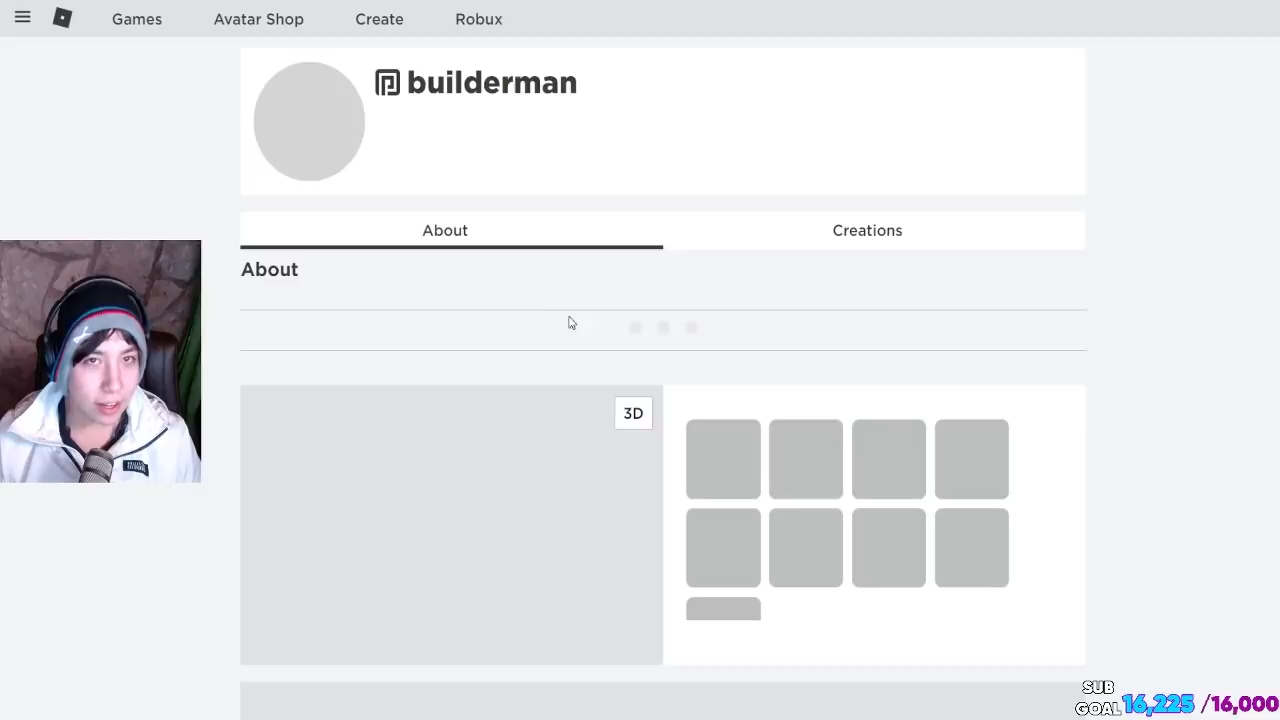 Games Avatar Shop Create Robux
builderman
About Creations
About
3D
SUB
GOAL 16,225 /16,000